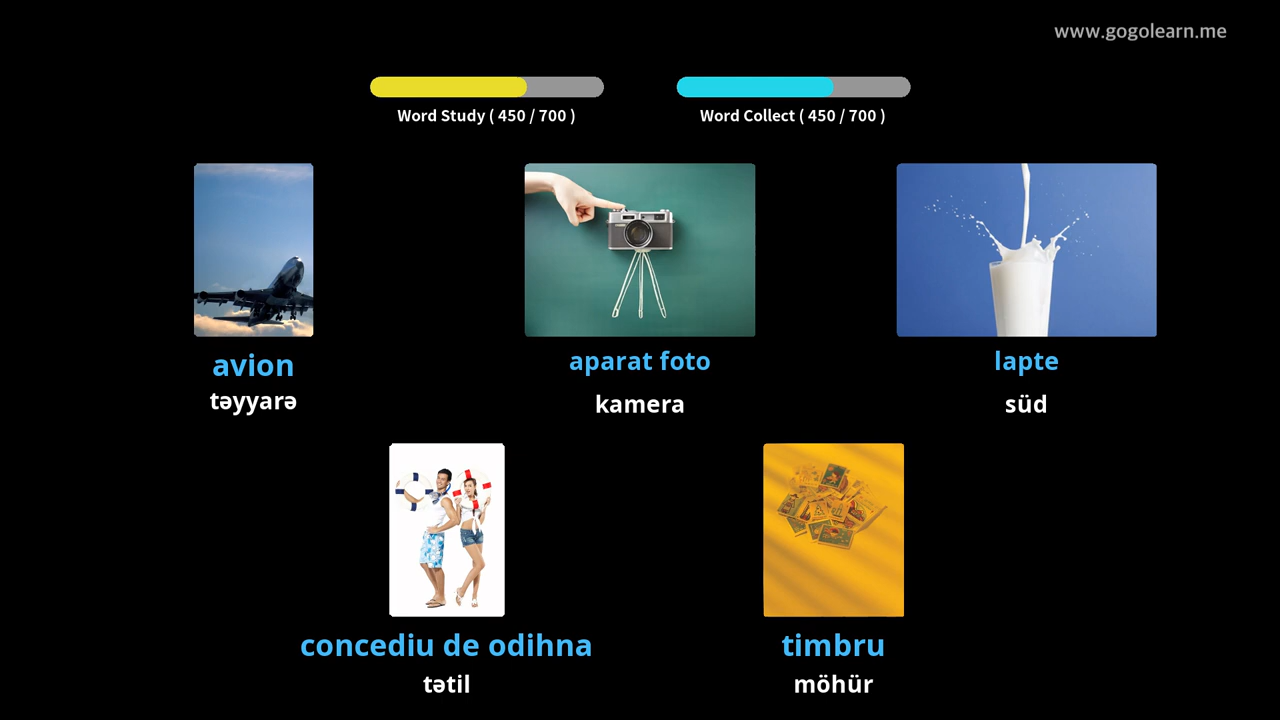 www.gogolearn.me
Word Study ( 450 / 700 )
Word Collect ( 450 / 700 )
avion
təyyarə
aparat foto
kamera
lapte
süd
concediu de odihna
tətil
timbru
möhür